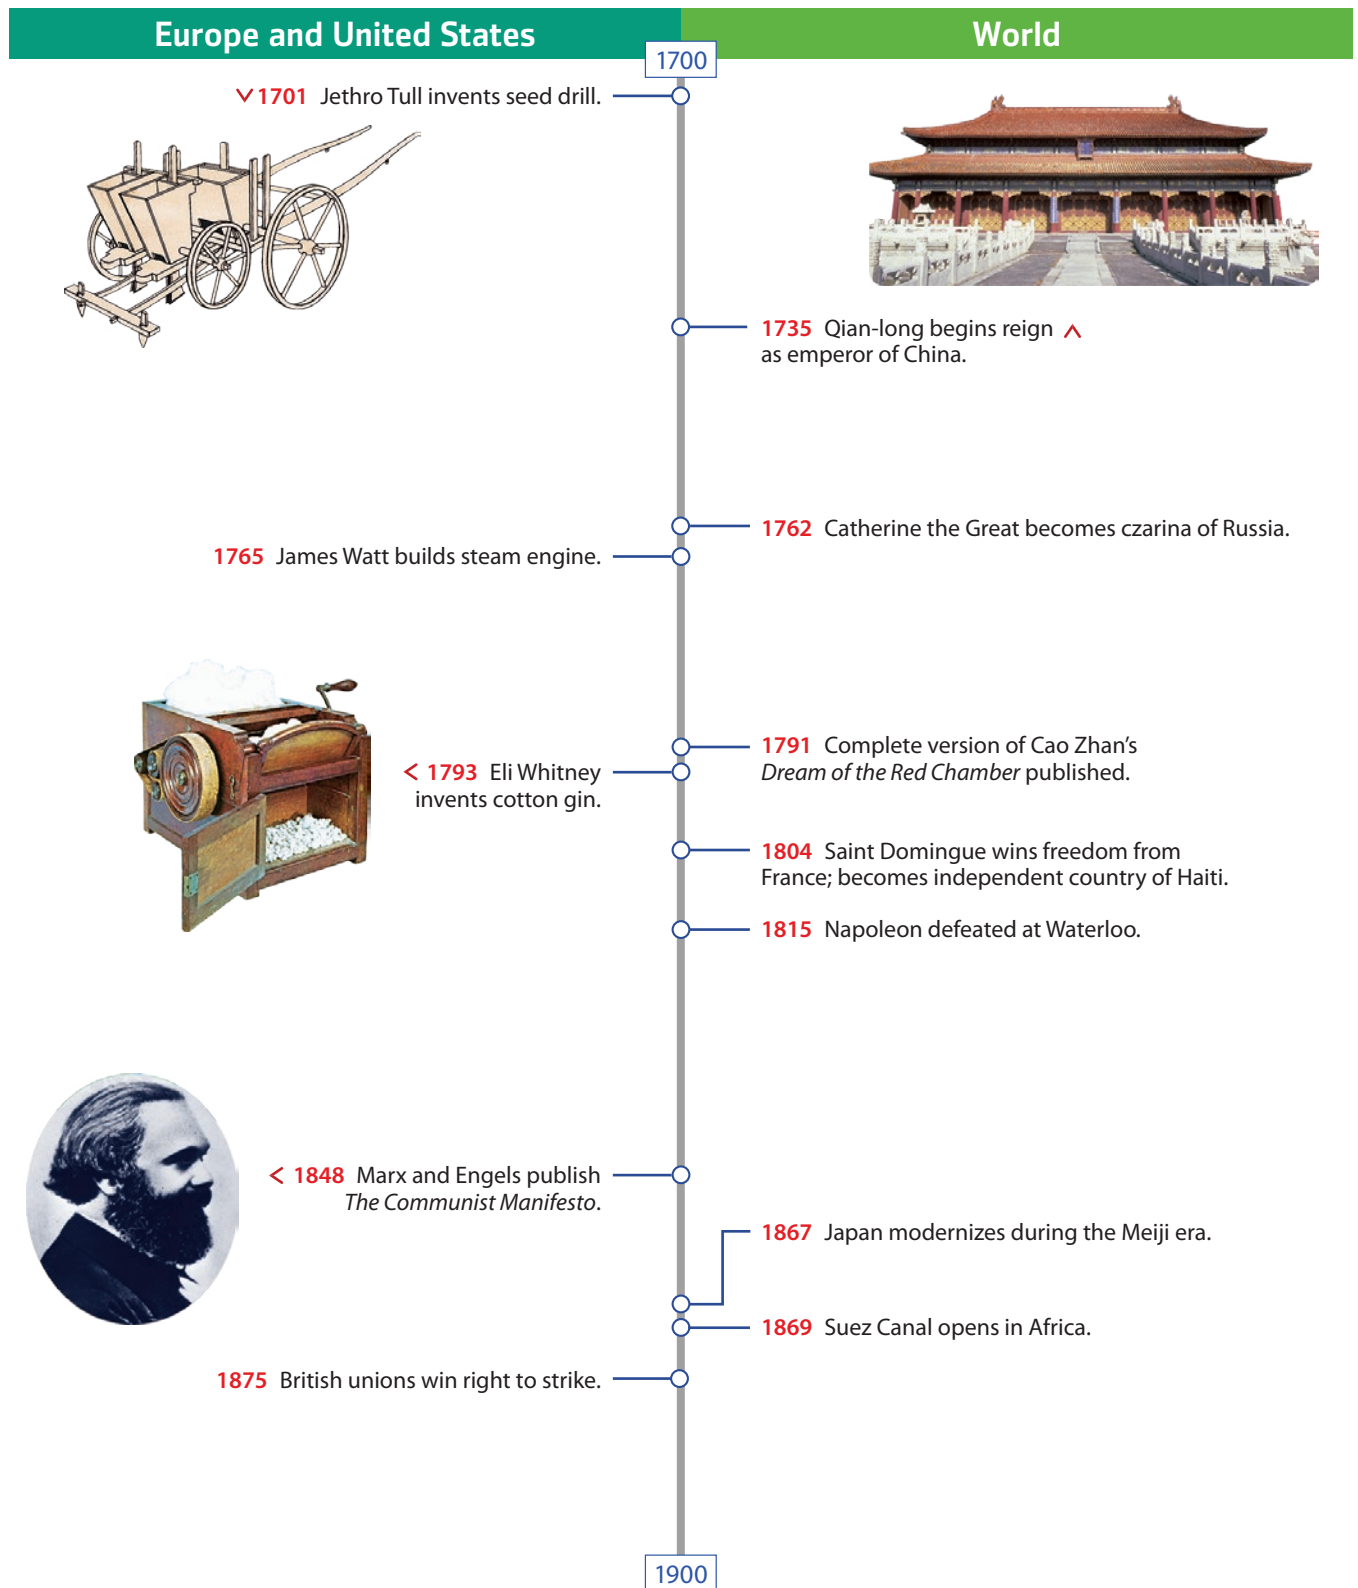 Europe and United States
World
1700
1701 Jethro Tull invents seed drill.
1735 Qian-long begins reign
as emperor of China.
1762 Catherine the Great becomes czarina of Russia.
1765 James Watt builds steam engine.
1791 Complete version of Cao Zhan’s
Dream of the Red Chamber published.
1793 Eli Whitney
invents cotton gin.
1804 Saint Domingue wins freedom from
France; becomes independent country of Haiti.
1815 Napoleon defeated at Waterloo.
1848 Marx and Engels publish
The Communist Manifesto.
1867 Japan modernizes during the Meiji era.
1869 Suez Canal opens in Africa.
1875 British unions win right to strike.
1900